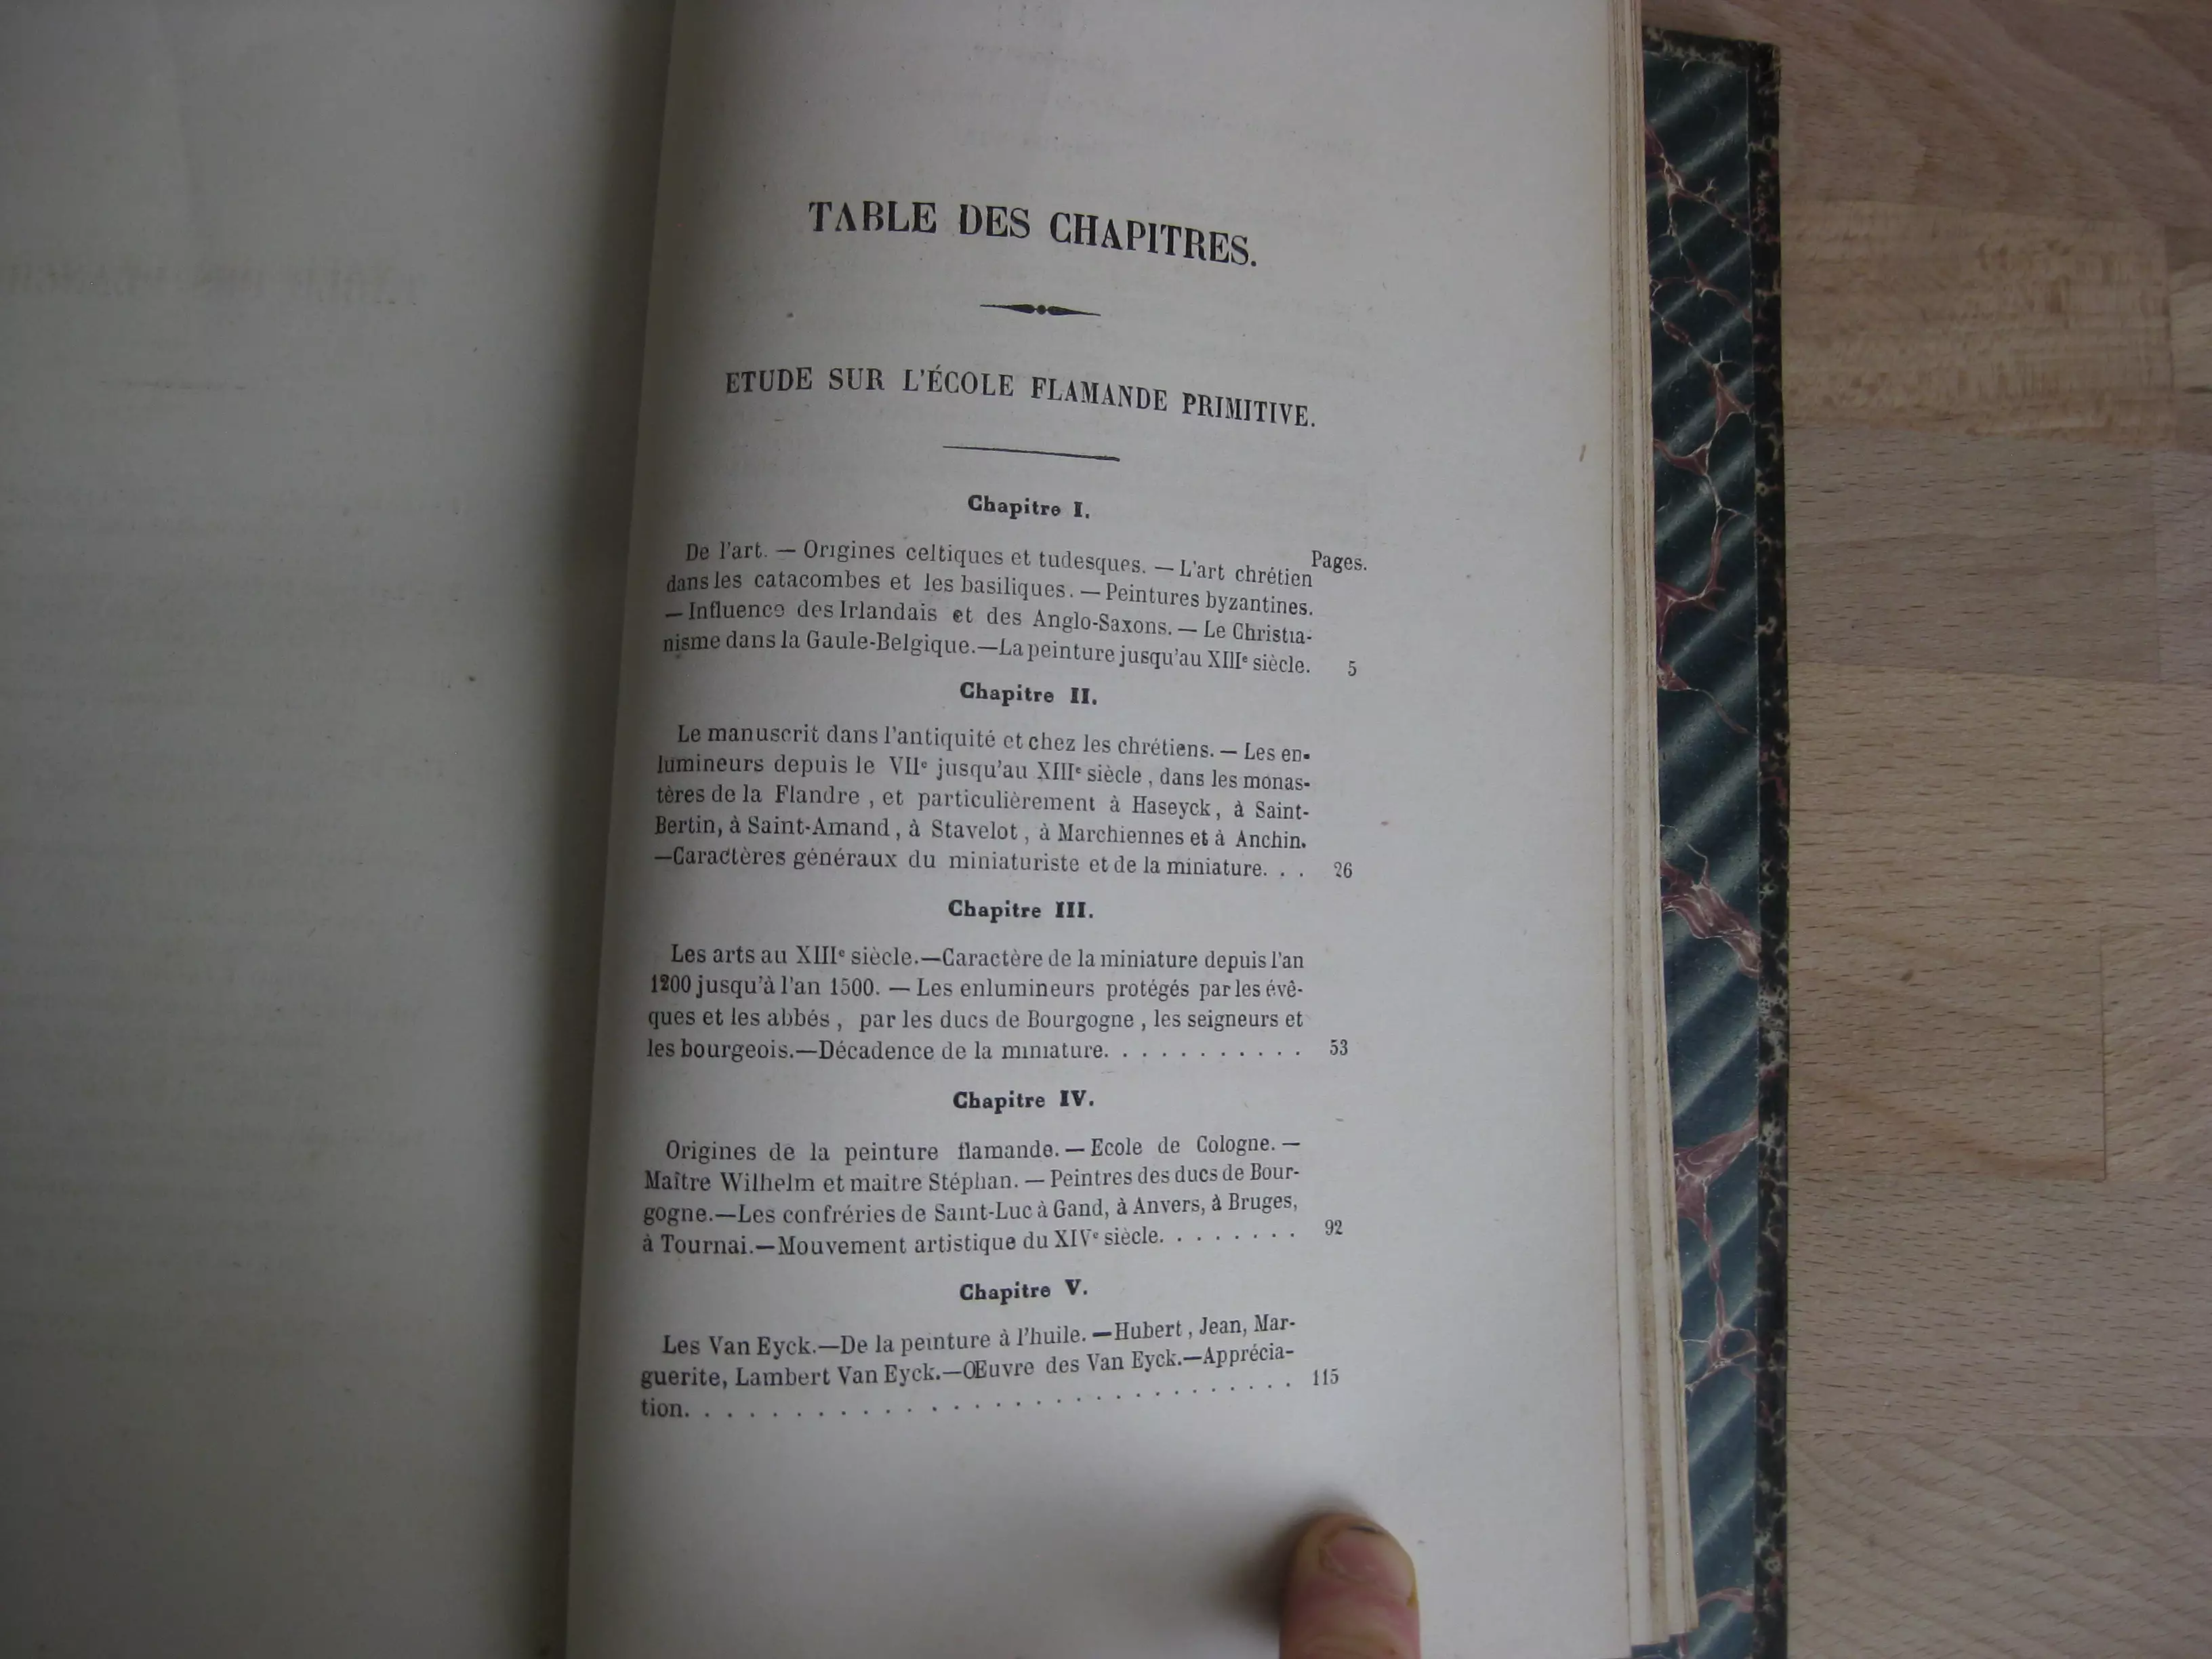 TABLE DES CHAPITRES.
ETUDE SUR L'ÉCOLE FLAMANDE PRIMITIVE.
Chapitre I.
Pages.
De l'art. — Origines celtiques et tudesques. — L'art chrétien
dans les catacombes et les basiliques. — Peintures byzantines.
— Influence des Irlandais et des Anglo-Saxons. — Le Christia-
nisme dans la Gaule-Belgique.—La peinture jusqu'au XIIIe siècle. 5
Chapitre II.
Le manuscrit dans l'antiquité et chez les chrétiens. — Les en-
lumineurs depuis le VIIe jusqu'au XIIIe siècle, dans les monas-
tères de la Flandre, et particulièrement à Haseyck, à Saint-
Bertin, à Saint-Amand, à Stavelot, à Marchiennes et à Anchin.
—Caractères généraux du miniaturiste et de la miniature. . . 26
Chapitre III.
Les arts au XIIIe siècle.—Caractère de la miniature depuis l'an
1200 jusqu'à l'an 1500. — Les enlumineurs protégés par les évê-
ques et les abbés, par les ducs de Bourgogne, les seigneurs et
les bourgeois.—Décadence de la miniature. . . . . . . . . . . 53
Chapitre IV.
Origines de la peinture flamande. — Ecole de Cologne. —
Maître Wilhelm et maître Stéphan. — Peintres des ducs de Bour-
gogne.—Les confréries de Saint-Luc à Gand, à Anvers, à Bruges,
à Tournai.—Mouvement artistique du XIVe siècle. . . . . . . . 92
Chapitre V.
Les Van Eyck.—De la peinture à l'huile. —Hubert, Jean, Mar-
guerite, Lambert Van Eyck.—Œuvre des Van Eyck.—Apprécia-
tion. . . . . . . . . . . . . . . . . . . . . . . . . . . . 115